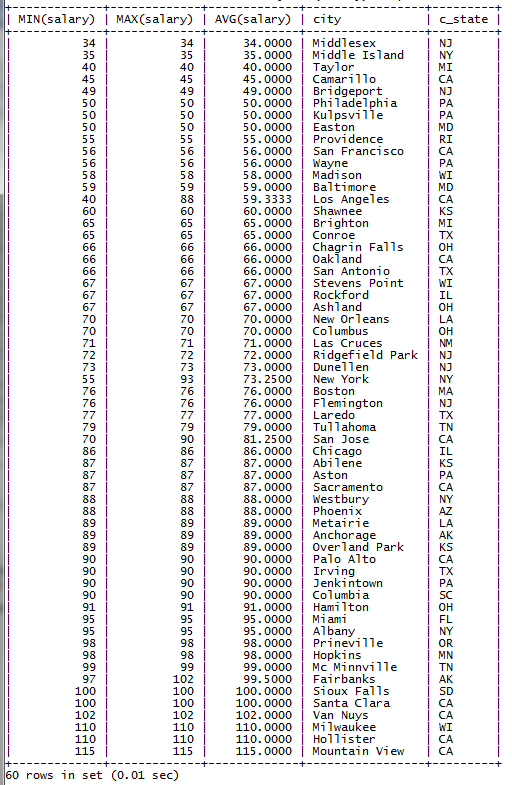 | MIN(salary) | MAX(salary) | AVG(salary) | city | c_state |
| 34 | 34 | 34.0000 | Middlesex | NJ |
| 35 | 35 | 35.0000 | Middle Island | NY |
| 40 | 40 | 40.0000 | Taylor | MI |
| 45 | 45 | 45.0000 | Camarillo | CA |
| 49 | 49 | 49.0000 | Bridgeport | NJ |
| 50 | 50 | 50.0000 | Philadelphia | PA |
| 50 | 50 | 50.0000 | Kulpsville | PA |
| 50 | 50 | 50.0000 | Easton | MD |
| 55 | 55 | 55.0000 | Providence | RI |
| 56 | 56 | 56.0000 | San Francisco | CA |
| 56 | 56 | 56.0000 | Wayne | PA |
| 58 | 58 | 58.0000 | Madison | WI |
| 59 | 59 | 59.0000 | Baltimore | MD |
| 40 | 88 | 59.3333 | Los Angeles | CA |
| 60 | 60 | 60.0000 | Shawnee | KS |
| 65 | 65 | 65.0000 | Brighton | MI |
| 65 | 65 | 65.0000 | Conroe | TX |
| 66 | 66 | 66.0000 | Chagrin Falls | OH |
| 66 | 66 | 66.0000 | Oakland | CA |
| 66 | 66 | 66.0000 | San Antonio | TX |
| 67 | 67 | 67.0000 | Stevens Point | WI |
| 67 | 67 | 67.0000 | Rockford | IL |
| 67 | 67 | 67.0000 | Ashland | OH |
| 70 | 70 | 70.0000 | New Orleans | LA |
| 70 | 70 | 70.0000 | Columbus | OH |
| 71 | 71 | 71.0000 | Las Cruces | NM |
| 72 | 72 | 72.0000 | Ridgefield Park | NJ |
| 73 | 73 | 73.0000 | Dunellen | NJ |
| 55 | 93 | 73.2500 | New York | NY |
| 76 | 76 | 76.0000 | Boston | MA |
| 76 | 76 | 76.0000 | Flemington | NJ |
| 77 | 77 | 77.0000 | Laredo | TX |
| 79 | 79 | 79.0000 | Tullahoma | TN |
| 70 | 90 | 81.2500 | San Jose | CA |
| 86 | 86 | 86.0000 | Chicago | IL |
| 87 | 87 | 87.0000 | Abilene | KS |
| 87 | 87 | 87.0000 | Aston | PA |
| 87 | 87 | 87.0000 | Sacramento | CA |
| 88 | 88 | 88.0000 | Westbury | NY |
| 88 | 88 | 88.0000 | Phoenix | AZ |
| 89 | 89 | 89.0000 | Metairie | LA |
| 89 | 89 | 89.0000 | Anchorage | AK |
| 89 | 89 | 89.0000 | Overland Park | KS |
| 90 | 90 | 90.0000 | Palo Alto | CA |
| 90 | 90 | 90.0000 | Irving | TX |
| 90 | 90 | 90.0000 | Jenkintown | PA |
| 90 | 90 | 90.0000 | Columbia | SC |
| 91 | 91 | 91.0000 | Hamilton | OH |
| 95 | 95 | 95.0000 | Miami | FL |
| 95 | 95 | 95.0000 | Albany | NY |
| 98 | 98 | 98.0000 | Prineville | OR |
| 98 | 98 | 98.0000 | Hopkins | MN |
| 99 | 99 | 99.0000 | Mc Minnville | TN |
| 97 | 102 | 99.5000 | Fairbanks | AK |
| 100 | 100 | 100.0000 | Sioux Falls | SD |
| 100 | 100 | 100.0000 | Santa Clara | CA |
| 102 | 102 | 102.0000 | Van Nuys | CA |
| 110 | 110 | 110.0000 | Milwaukee | WI |
| 110 | 110 | 110.0000 | Hollister | CA |
| 115 | 115 | 115.0000 | Mountain View | CA |
60 rows in set (0.01 sec)